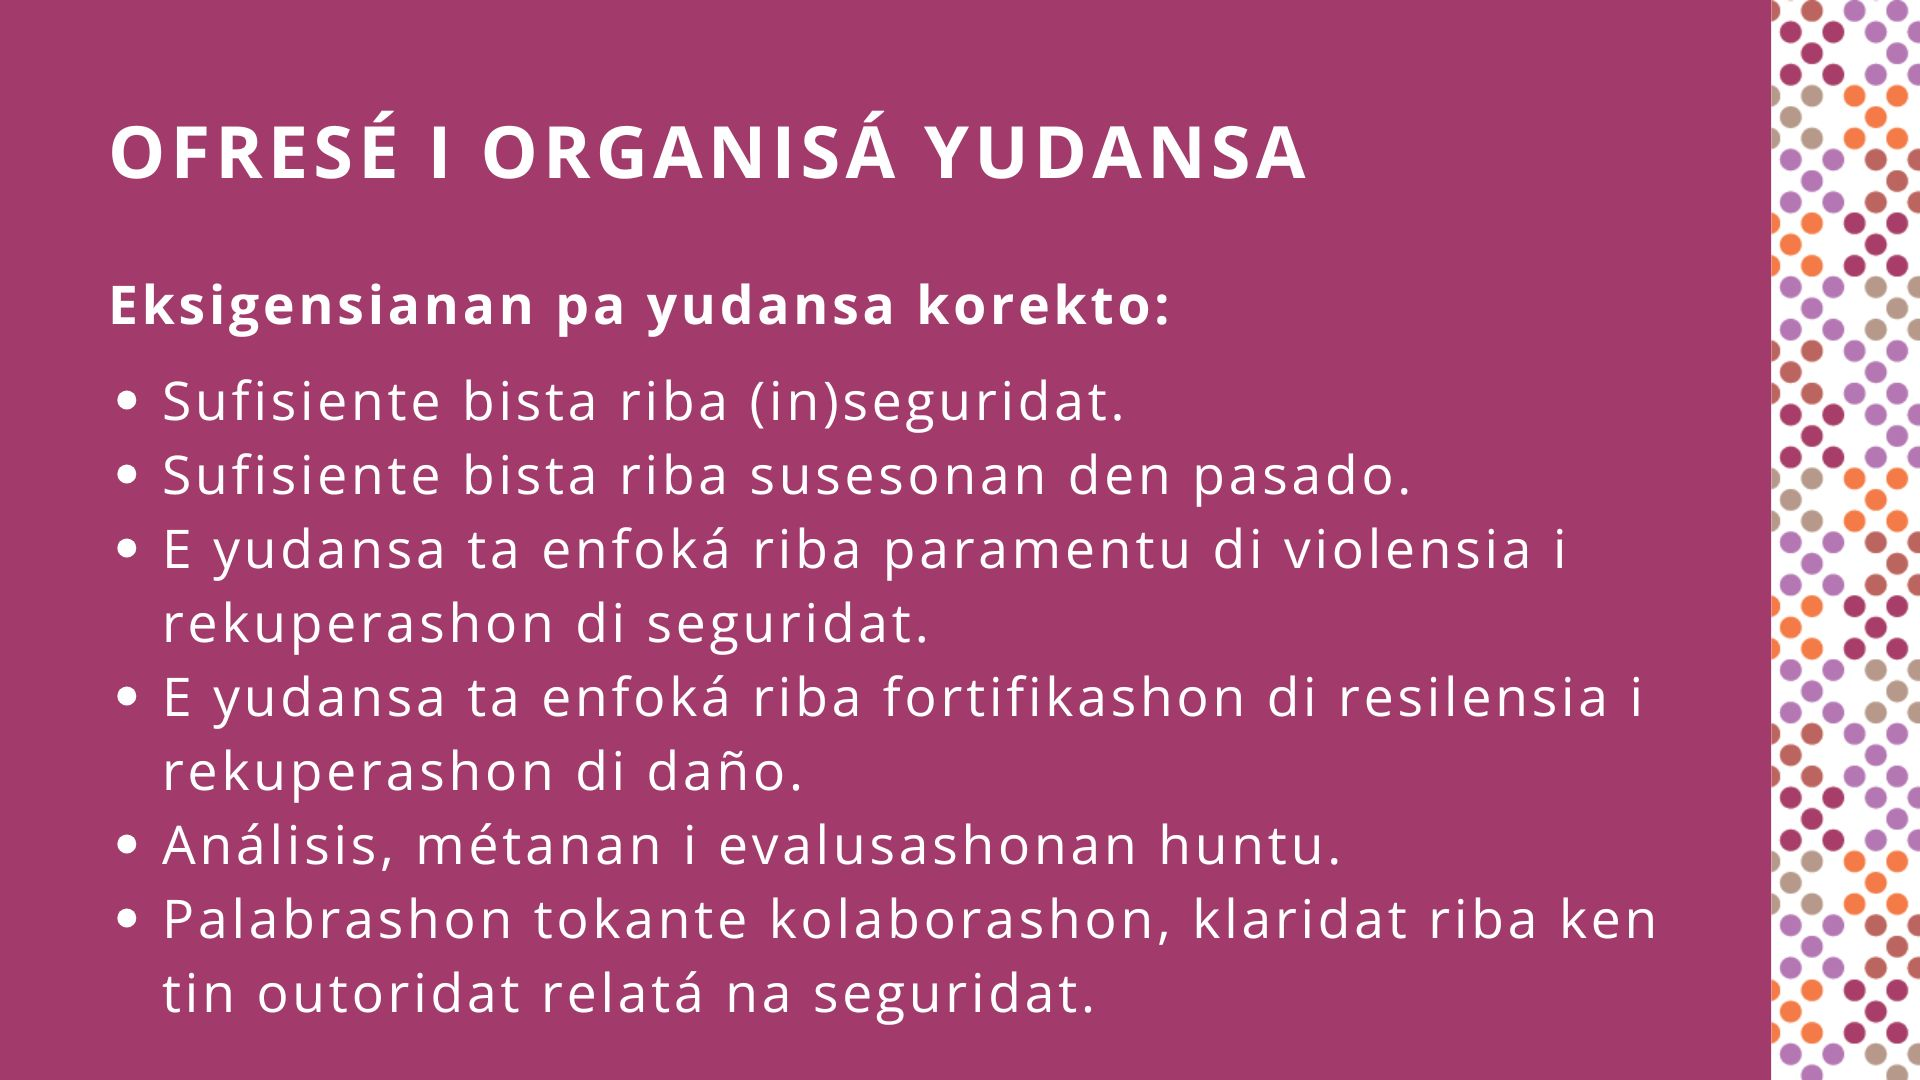 OFRESÉ I ORGANISÁ YUDANSA
Eksigensianan pa yudansa korekto:
• Sufisiente bista riba (in)seguridat.
• Sufisiente bista riba susesonan den pasado.
• E yudansa ta enfoká riba paramentu di violensia i
rekuperashon di seguridat.
• E yudansa ta enfoká riba fortifikashon di resilensia i
rekuperashon di daño.
• Análisis, métanan i evalusashonan huntu.
• Palabrashon tokante kolaborashon, klaridat riba ken
tin outoridat relatá na seguridat.